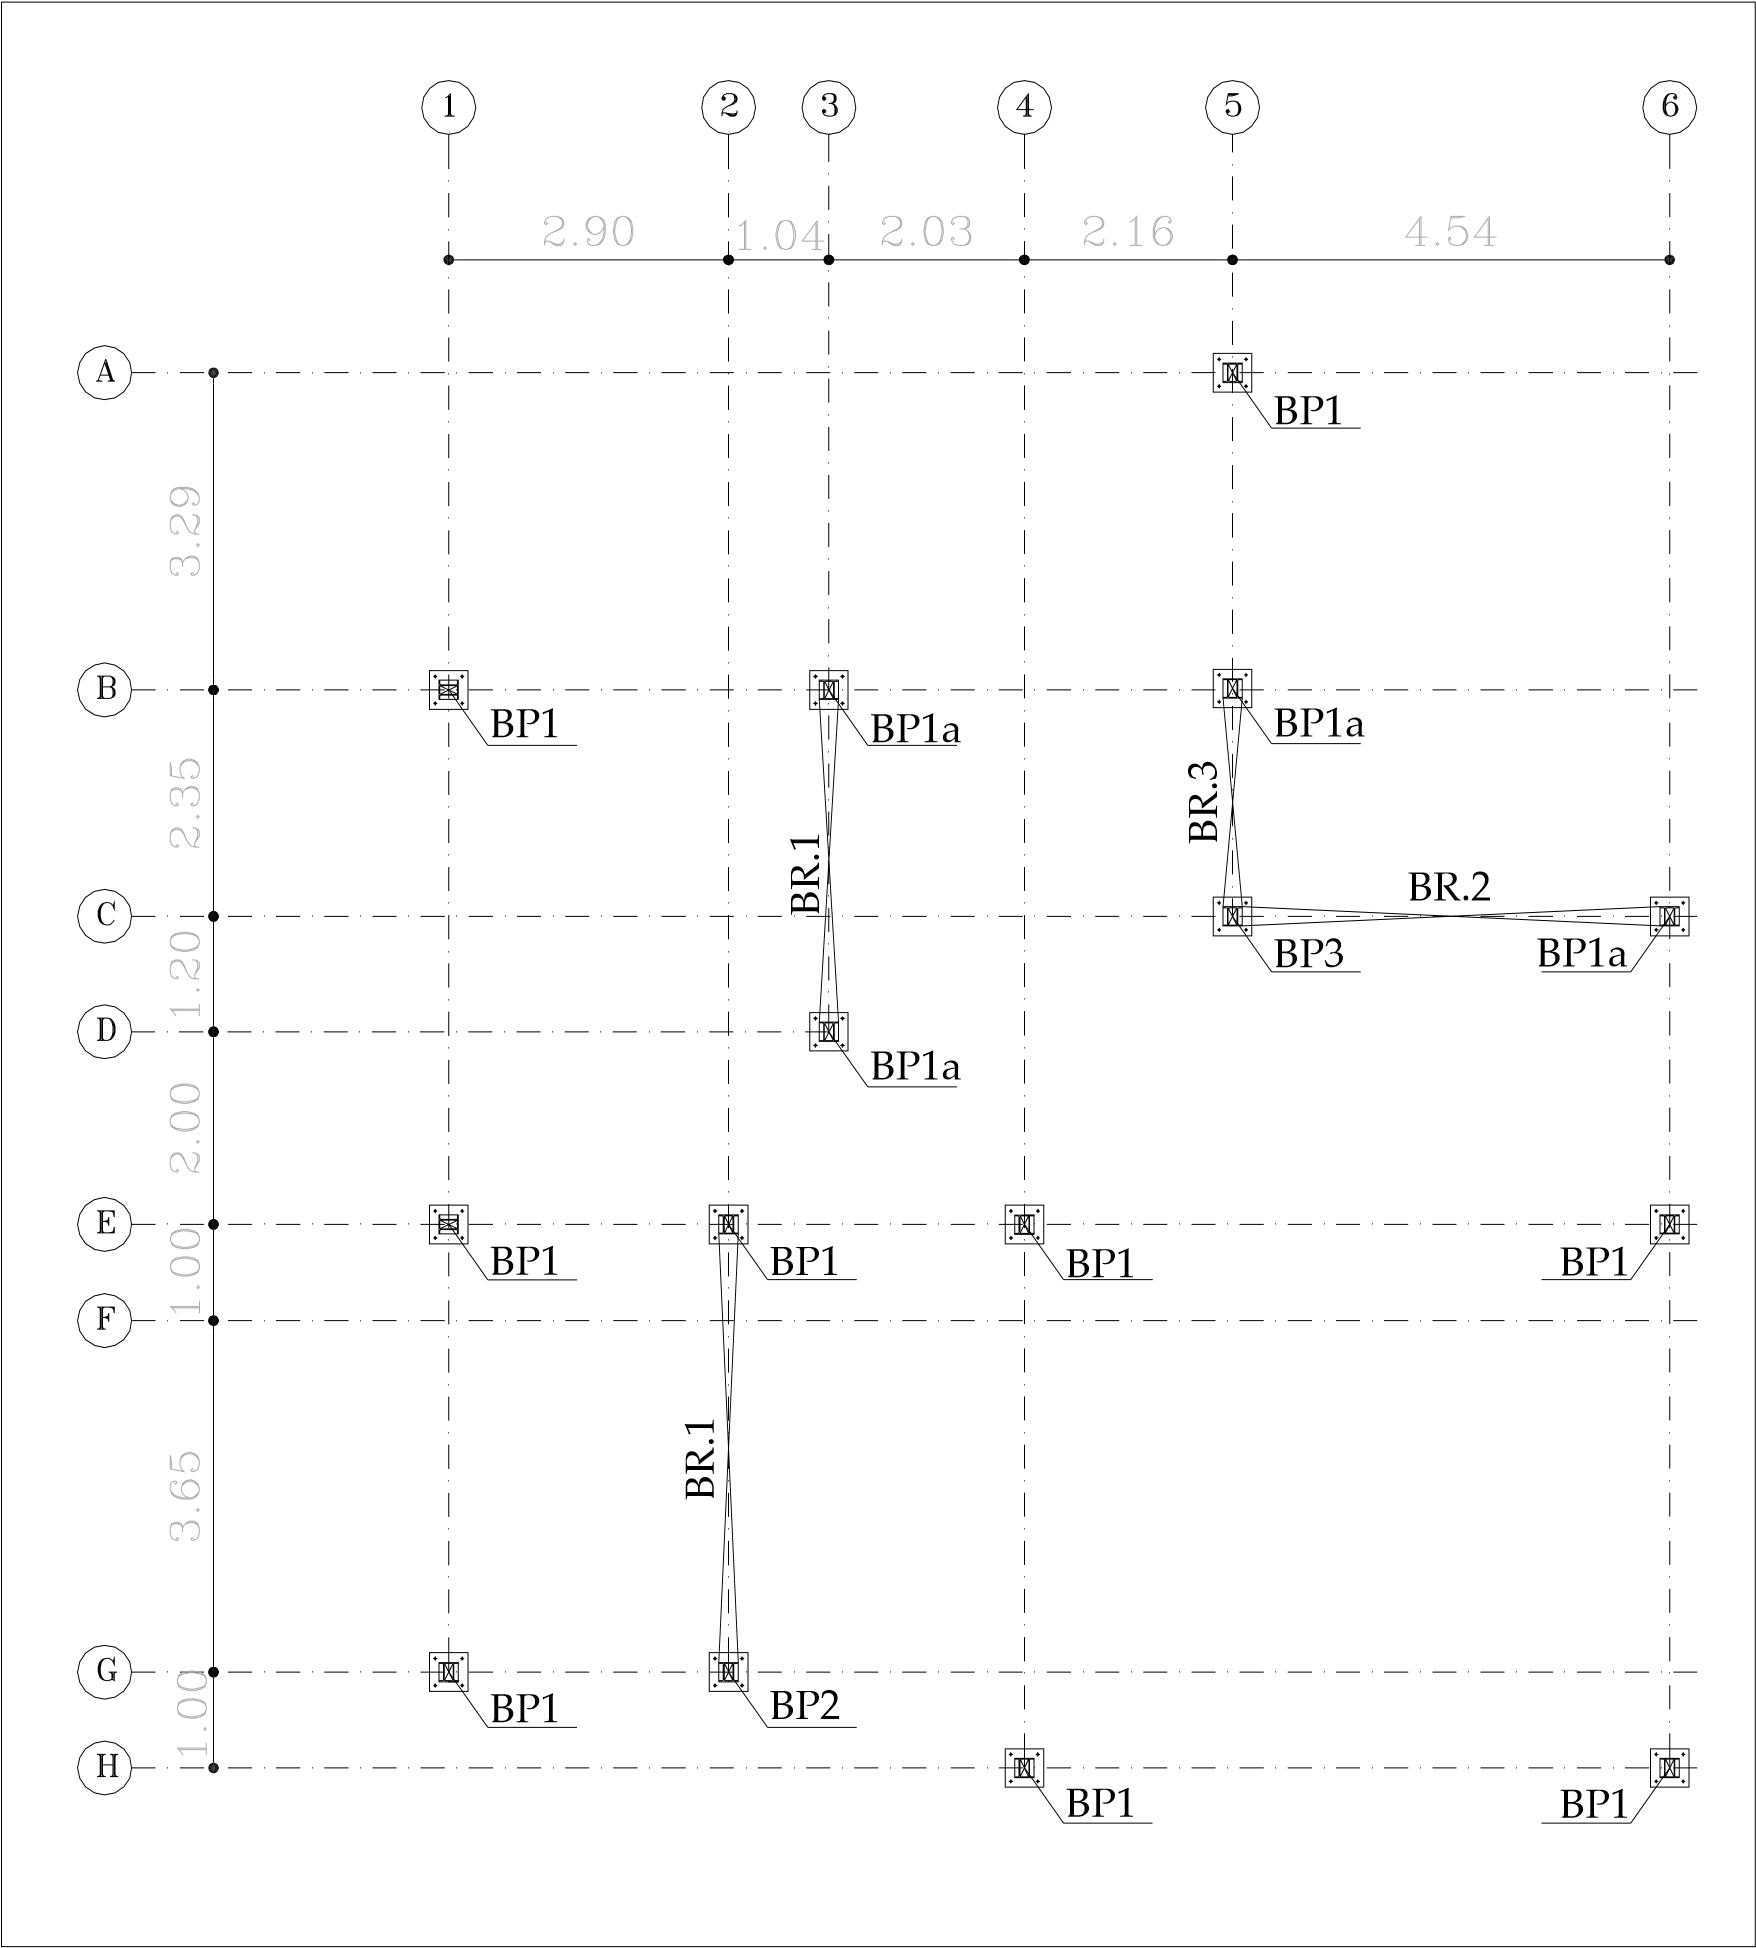 1 2 3 4 5 6
2.90 1.04 2.03 2.16 4.54
A
BP1
3.29
B
BP1 BP1a BP1a
2.35
BR.3
BR.1
BR.2
C
BP3 BP1a
1.20
D
BP1a
2.00
E
BP1 BP1 BP1 BP1
1.00
F
3.65
BR.1
G
BP1 BP2
1.00
H
BP1 BP1